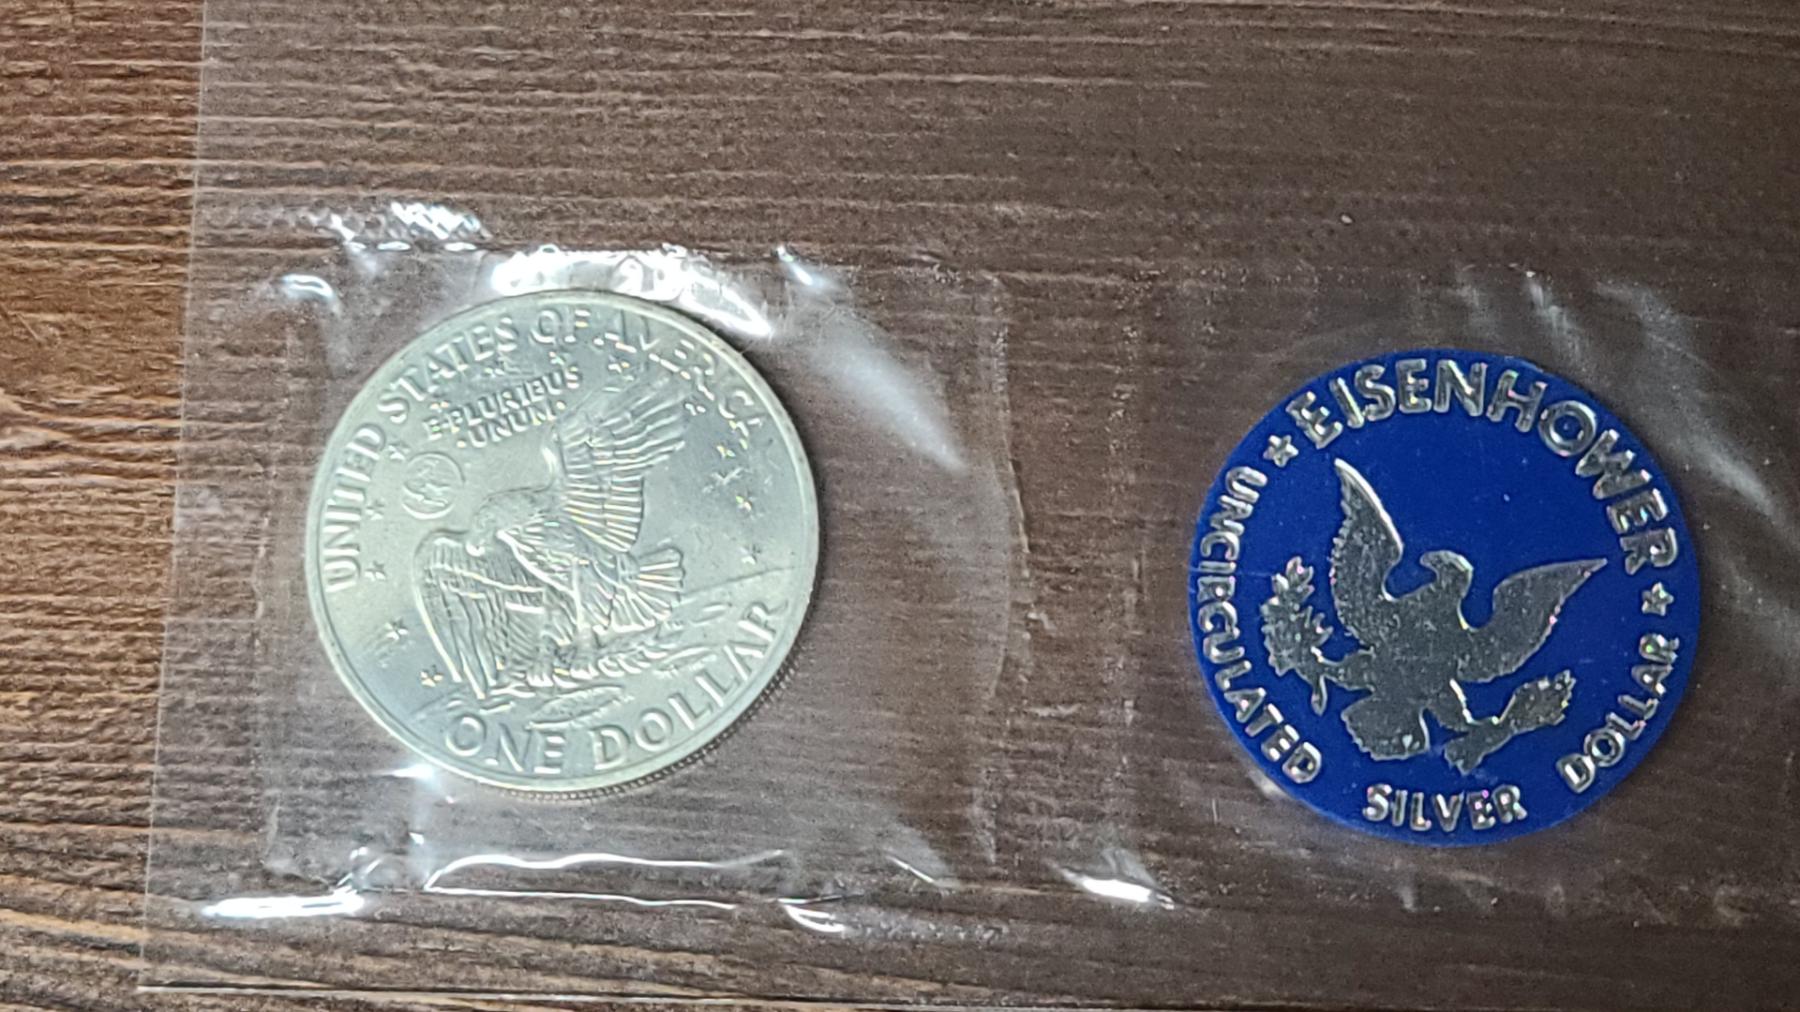 UNITED STATES OF AMERICA
E·PLURIBUS
·UNUM·
ONE DOLLAR
★ EISENHOWER ★
UNCIRCULATED SILVER DOLLAR